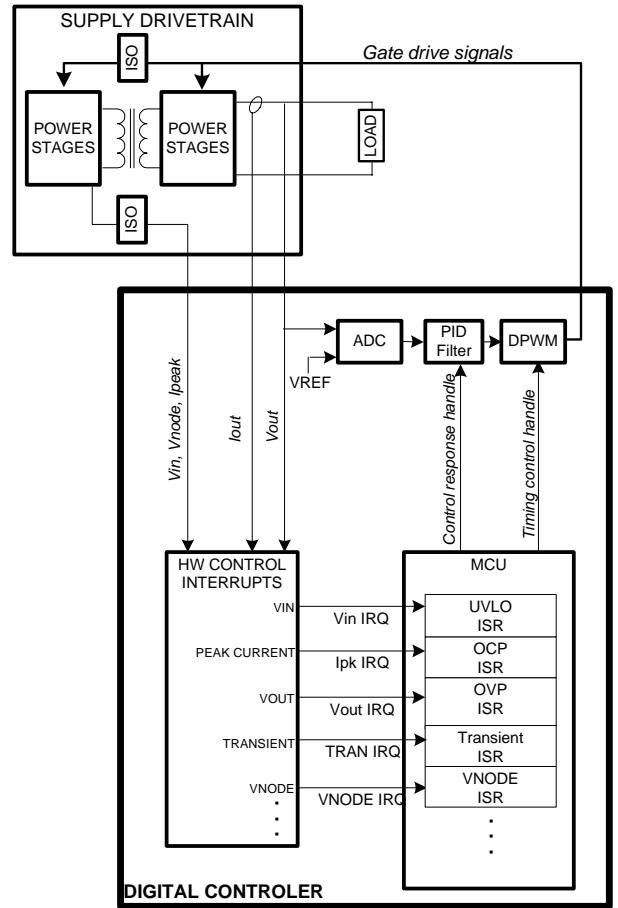 SUPPLY DRIVETRAIN
ISO
Gate drive signals
POWER
STAGES
POWER
STAGES
LOAD
ISO
ADC
PID
Filter
DPWM
VREF
Vin, Vnode, Ipeak
Iout
Vout
Control response handle
Timing control handle
HW CONTROL
INTERRUPTS
MCU
VIN
Vin IRQ
UVLO
ISR
PEAK CURRENT
Ipk IRQ
OCP
ISR
VOUT
Vout IRQ
OVP
ISR
TRANSIENT
TRAN IRQ
Transient
ISR
VNODE
VNODE IRQ
VNODE
ISR
DIGITAL CONTROLER